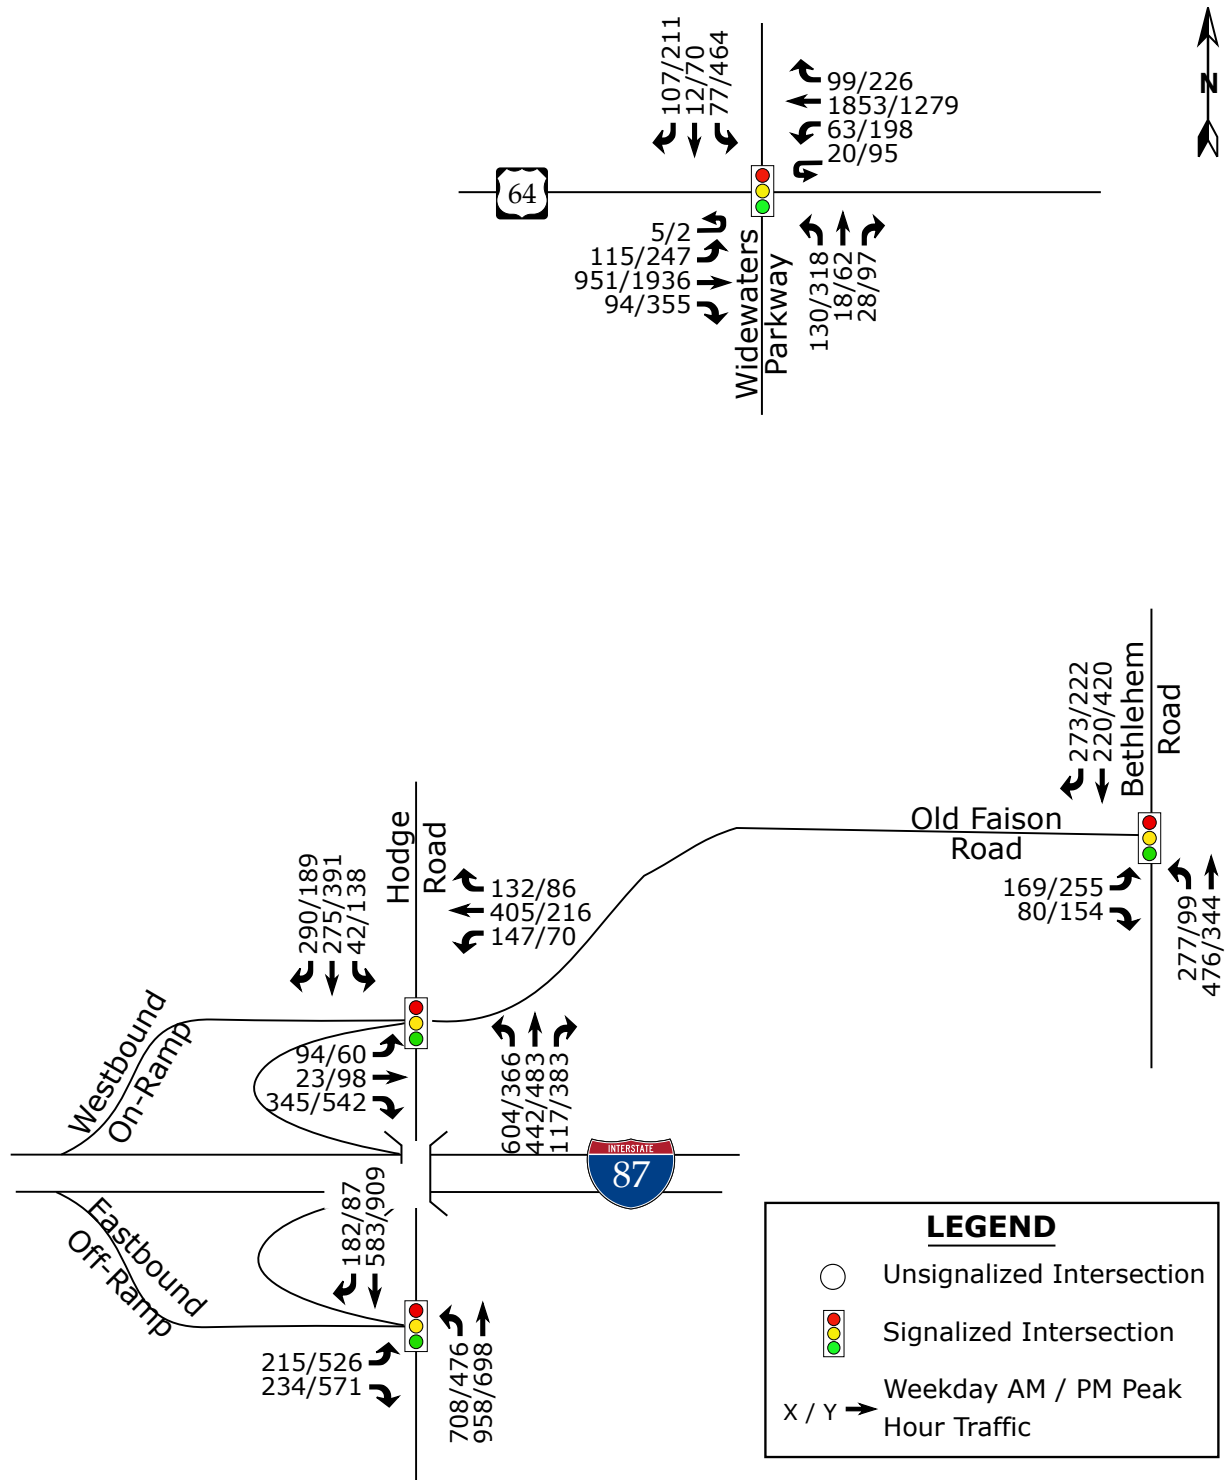 107/211
12/70
77/464
99/226
1853/1279
63/198
20/95
N
64
5/2
115/247
951/1936
94/355
Widewaters
Parkway
130/318
18/62
28/97
273/222
220/420
Bethlehem
Road
Old Faison
Road
169/255
80/154
277/99
476/344
Hodge
Road
290/189
275/391
42/138
132/86
405/216
147/70
Westbound
On-Ramp
94/60
23/98
345/542
604/366
442/483
117/383
INTERSTATE
87
Eastbound
Off-Ramp
182/87
583/909
215/526
234/571
708/476
958/698
LEGEND
Unsignalized Intersection
Signalized Intersection
X / Y
Weekday AM / PM Peak
Hour Traffic